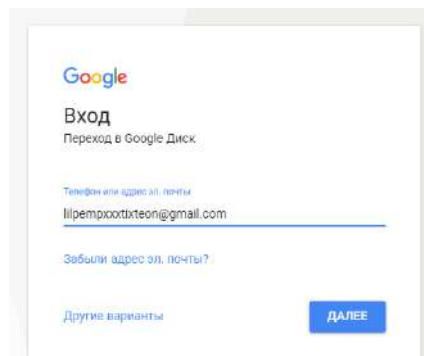 Google
Вход
Переход в Google Диск
Телефон или адрес эл. почты
lilpempxxxtixteon@gmail.com
Забыли адрес эл. почты?
Другие варианты
ДАЛЕЕ